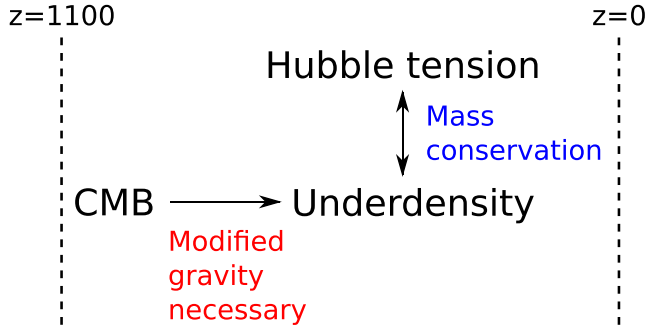 z=1100
z=0
Hubble tension
Mass
conservation
CMB
Underdensity
Modified
gravity
necessary